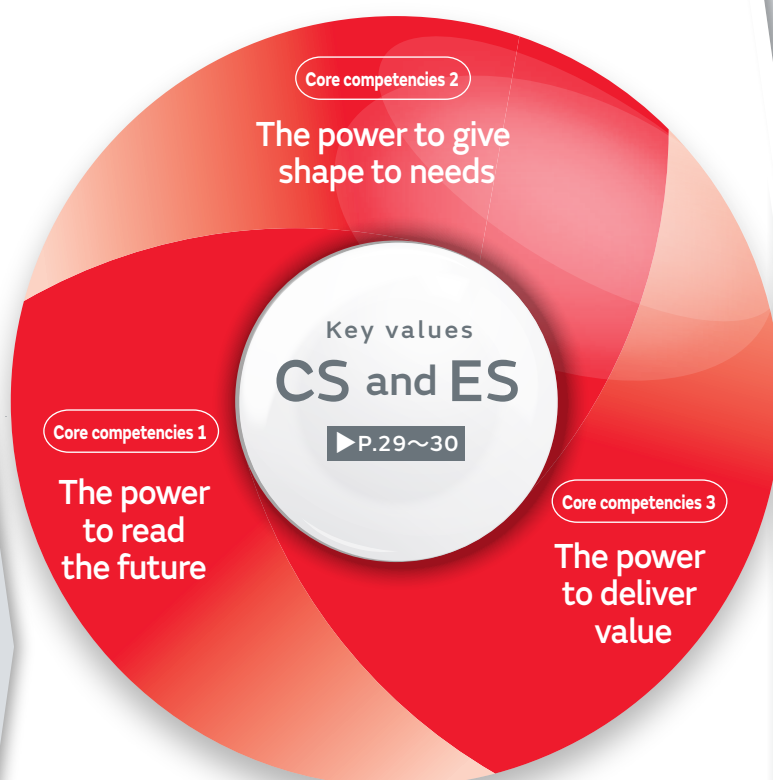 Core competencies 2
The power to give
shape to needs
Key values
CS and ES
▶P.29〜30
Core competencies 1
The power
to read
the future
Core competencies 3
The power
to deliver
value